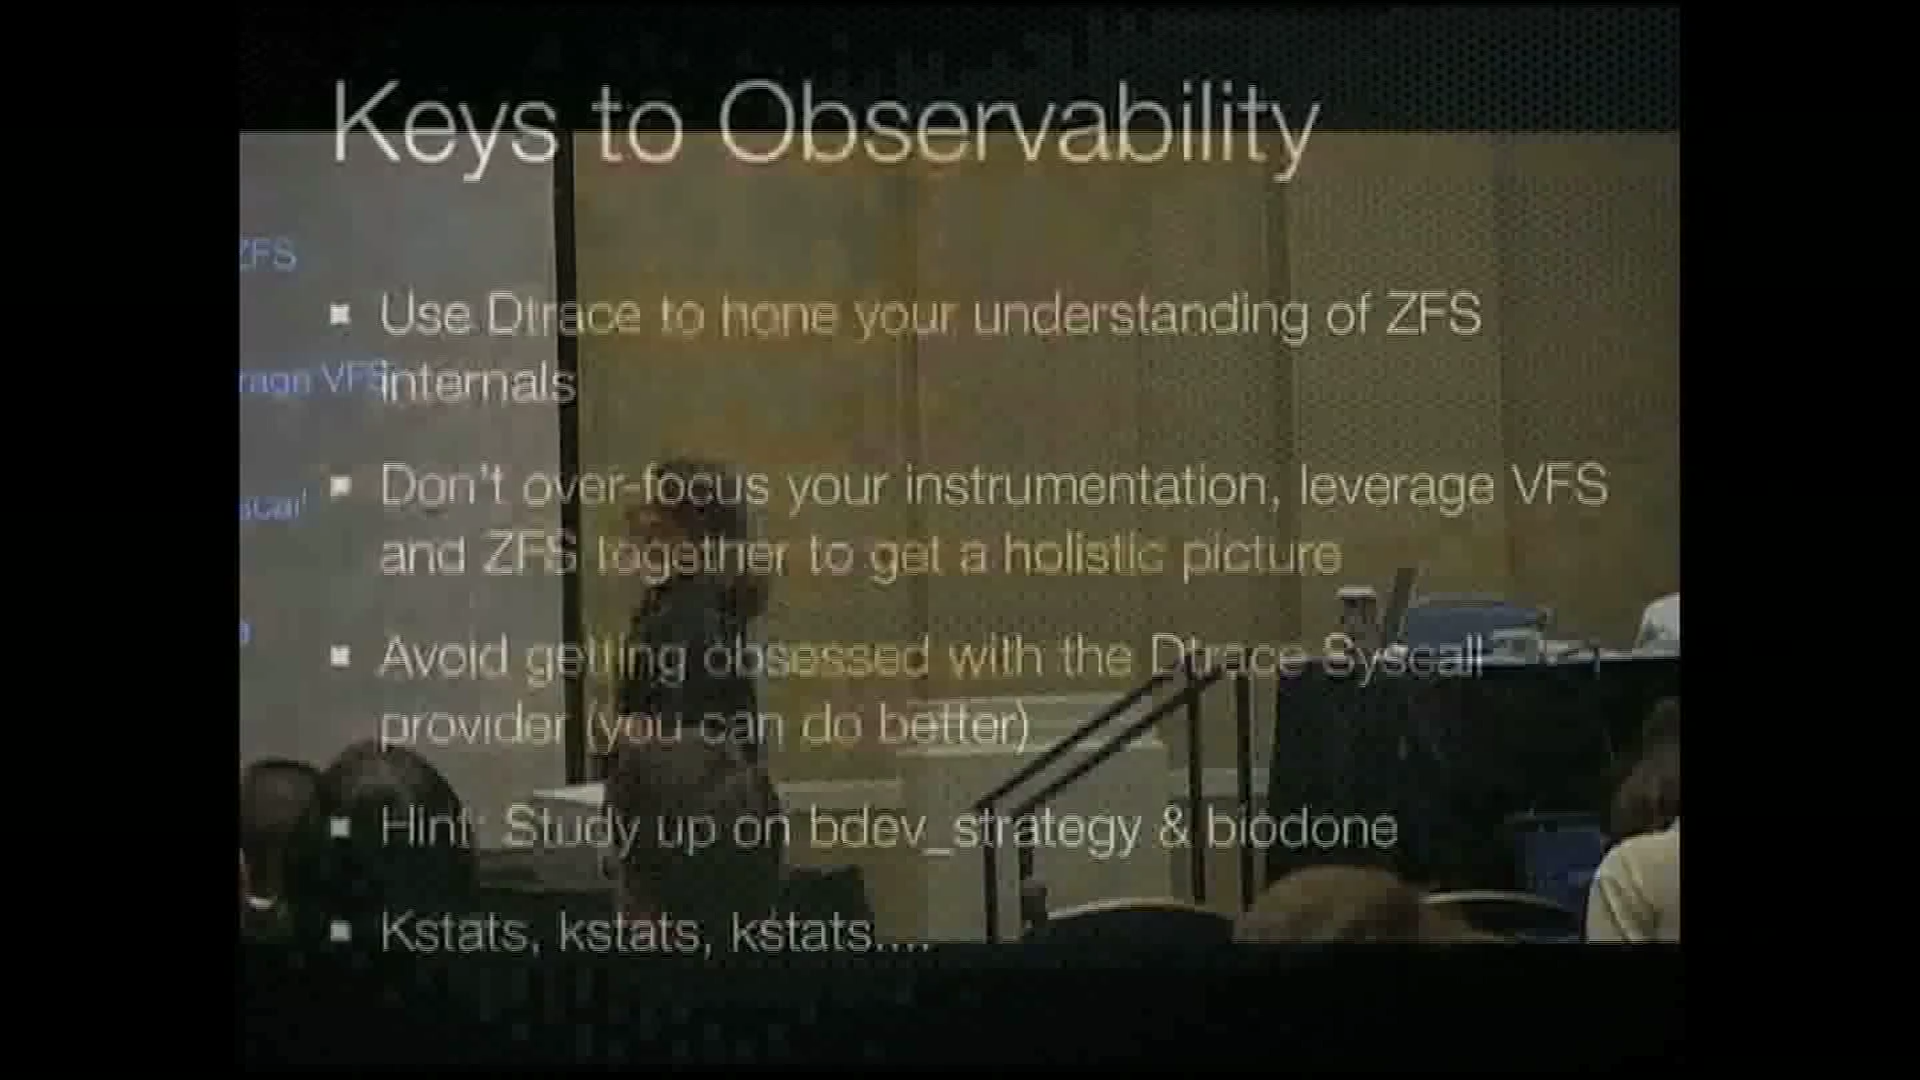 Keys to Observability
ZFS
Use Dtrace to hone your understanding of ZFS
internals
Don't over-focus your instrumentation, leverage VFS
and ZFS together to get a holistic picture
Avoid getting obsessed with the Dtrace Syscall
provider (you can do better)
Hint: Study up on bdev_strategy & biodone
Kstats, kstats, kstats....